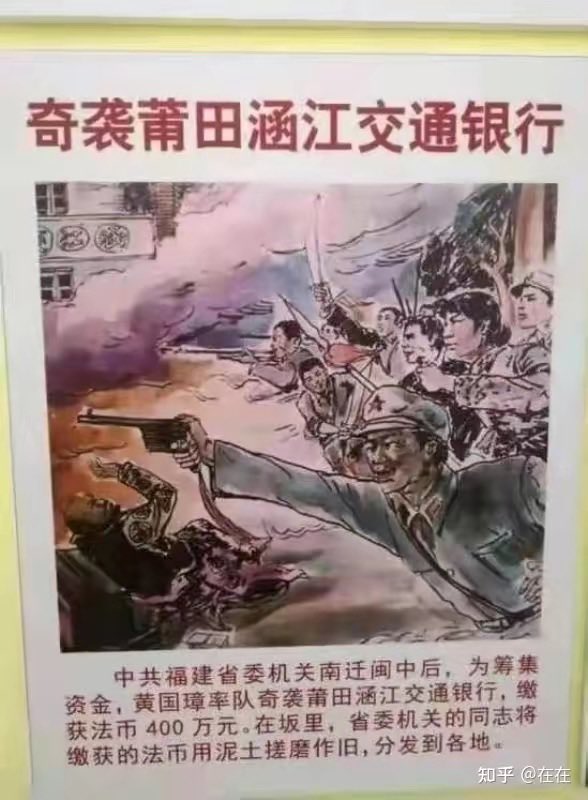 奇袭莆田涵江交通银行
中共福建省委机关南迁闽中后，为筹集
资金，黄国璋率队奇袭莆田涵江交通银行，缴
获法币400万元。在坂里，省委机关的同志将
缴获的法币用泥土搓磨作旧，分发到各地。
知乎 @在在